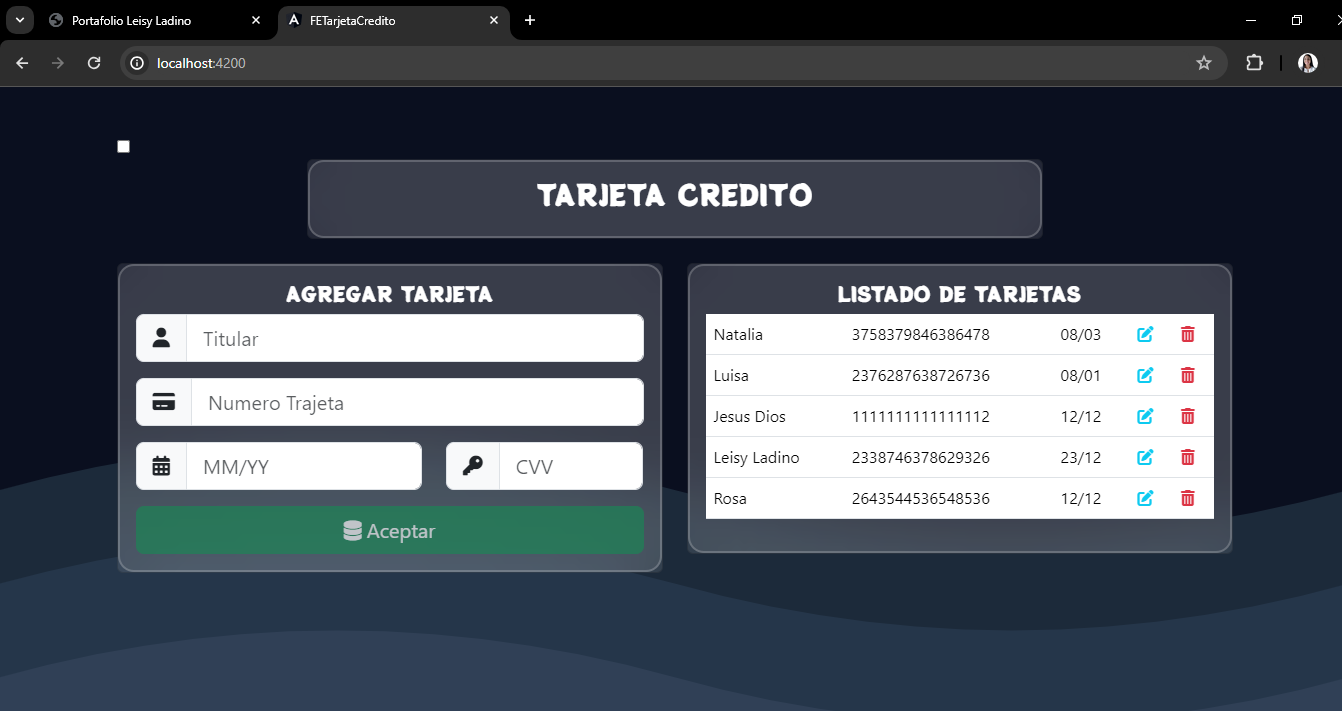 Portafolio Leisy Ladino
FETarjetaCredito
localhost:4200
TARJETA CREDITO
AGREGAR TARJETA
Titular
Numero Trajeta
MM/YY
CVV
Aceptar
LISTADO DE TARJETAS
Natalia 3758379846386478 08/03
Luisa 2376287638726736 08/01
Jesus Dios 1111111111111112 12/12
Leisy Ladino 2338746378629326 23/12
Rosa 2643544536548536 12/12